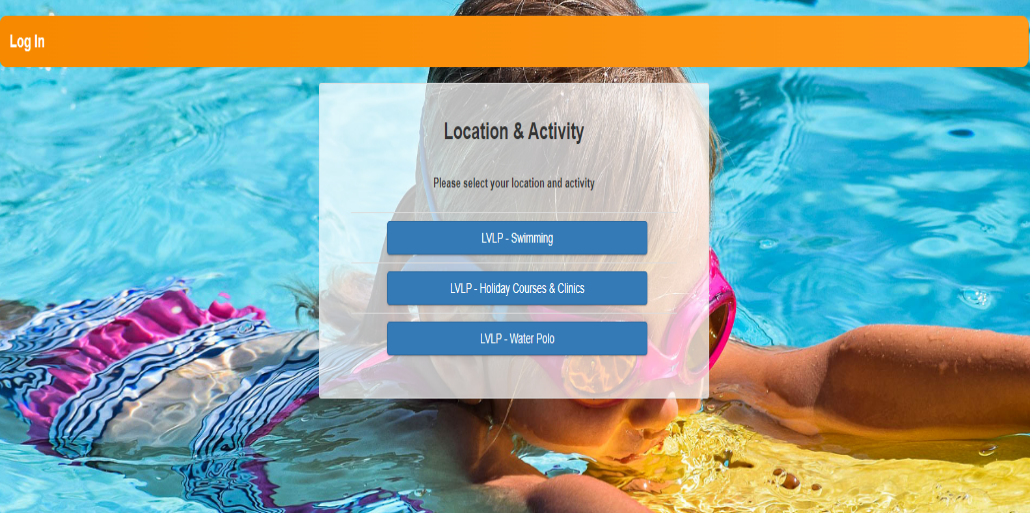 Log In
Location & Activity
Please select your location and activity
LVLP - Swimming
LVLP - Holiday Courses & Clinics
LVLP - Water Polo